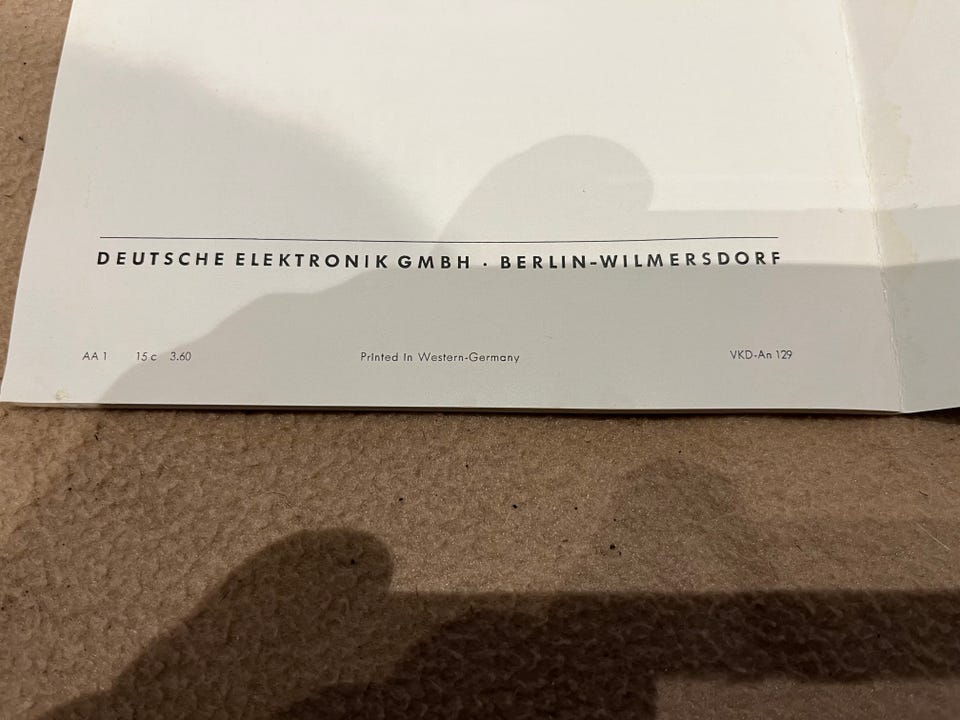 DEUTSCHE ELEKTRONIK GMBH · BERLIN-WILMERSDORF
AA 1 15 c 3.60 Printed in Western-Germany VKD-An 129